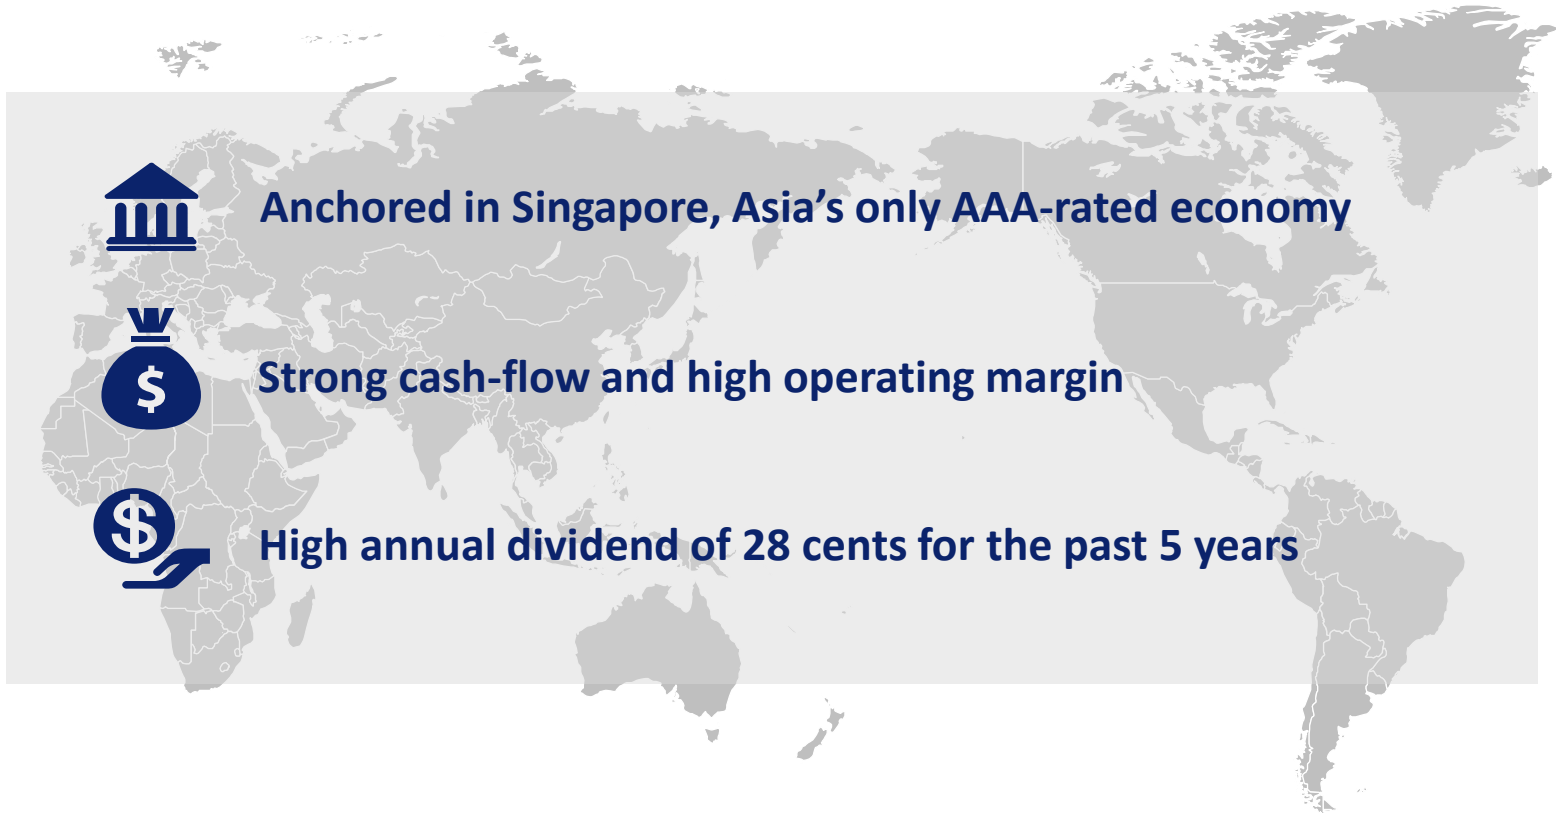 Anchored in Singapore, Asia’s only AAA-rated economy
$
Strong cash-flow and high operating margin
$
High annual dividend of 28 cents for the past 5 years